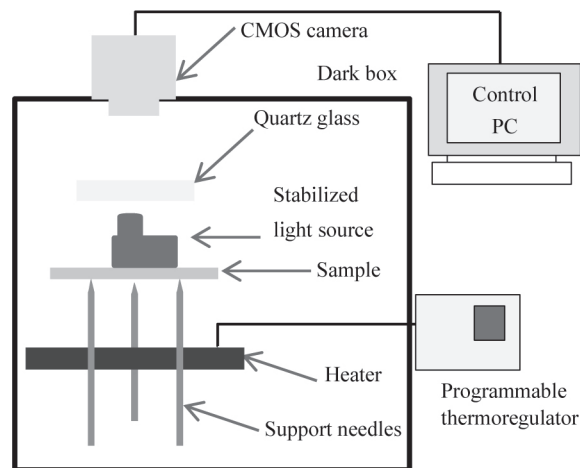 CMOS camera
Dark box
Control
PC
Quartz glass
Stabilized
light source
Sample
Heater
Support needles
Programmable
thermoregulator